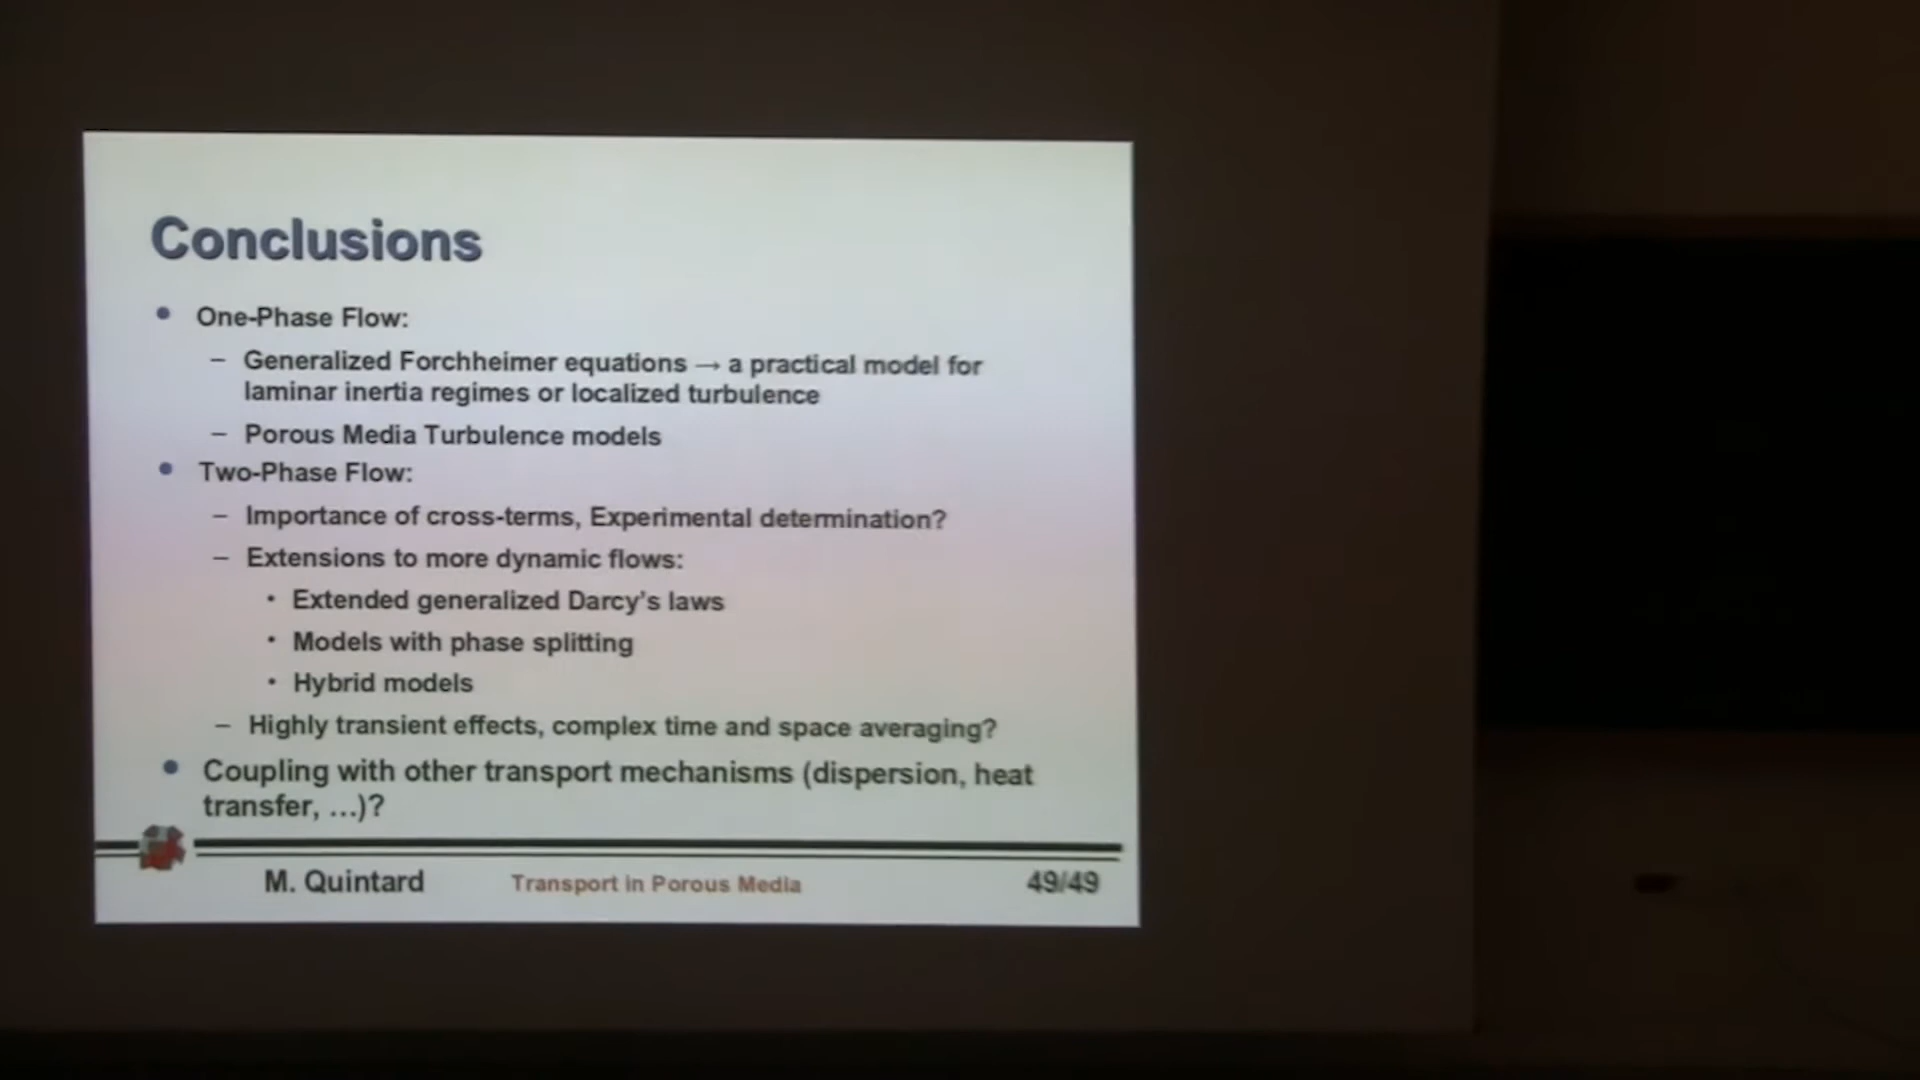 Conclusions
• One-Phase Flow:
– Generalized Forchheimer equations → a practical model for
laminar inertia regimes or localized turbulence
– Porous Media Turbulence models
• Two-Phase Flow:
– Importance of cross-terms, Experimental determination?
– Extensions to more dynamic flows:
• Extended generalized Darcy's laws
• Models with phase splitting
• Hybrid models
– Highly transient effects, complex time and space averaging?
• Coupling with other transport mechanisms (dispersion, heat
transfer, ...)?
M. Quintard Transport in Porous Media 49/49